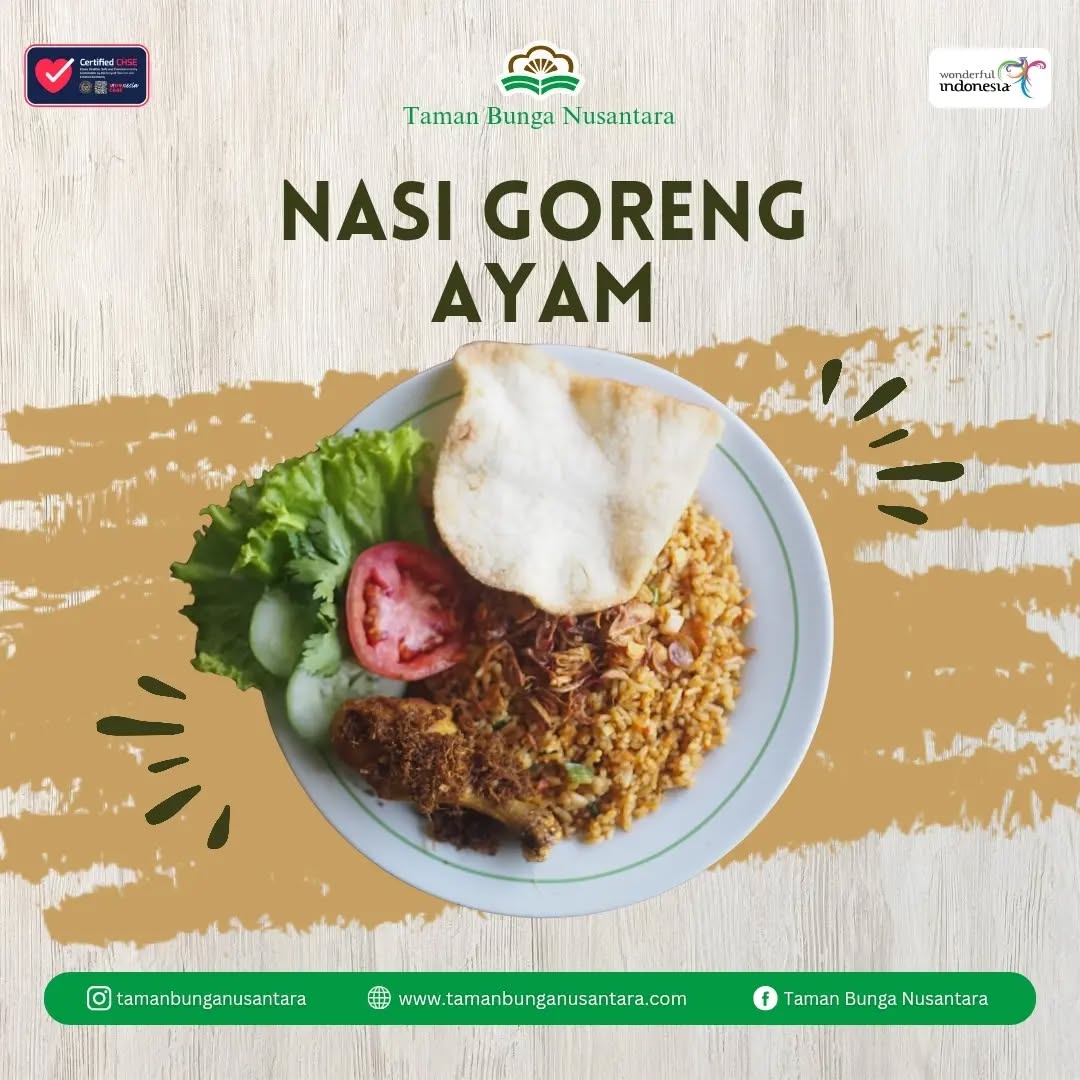 Certified CHSE
Taman Bunga Nusantara
wonderful
indonesia
NASI GORENG
AYAM
tamanbunganusantara
www.tamanbunganusantara.com
Taman Bunga Nusantara